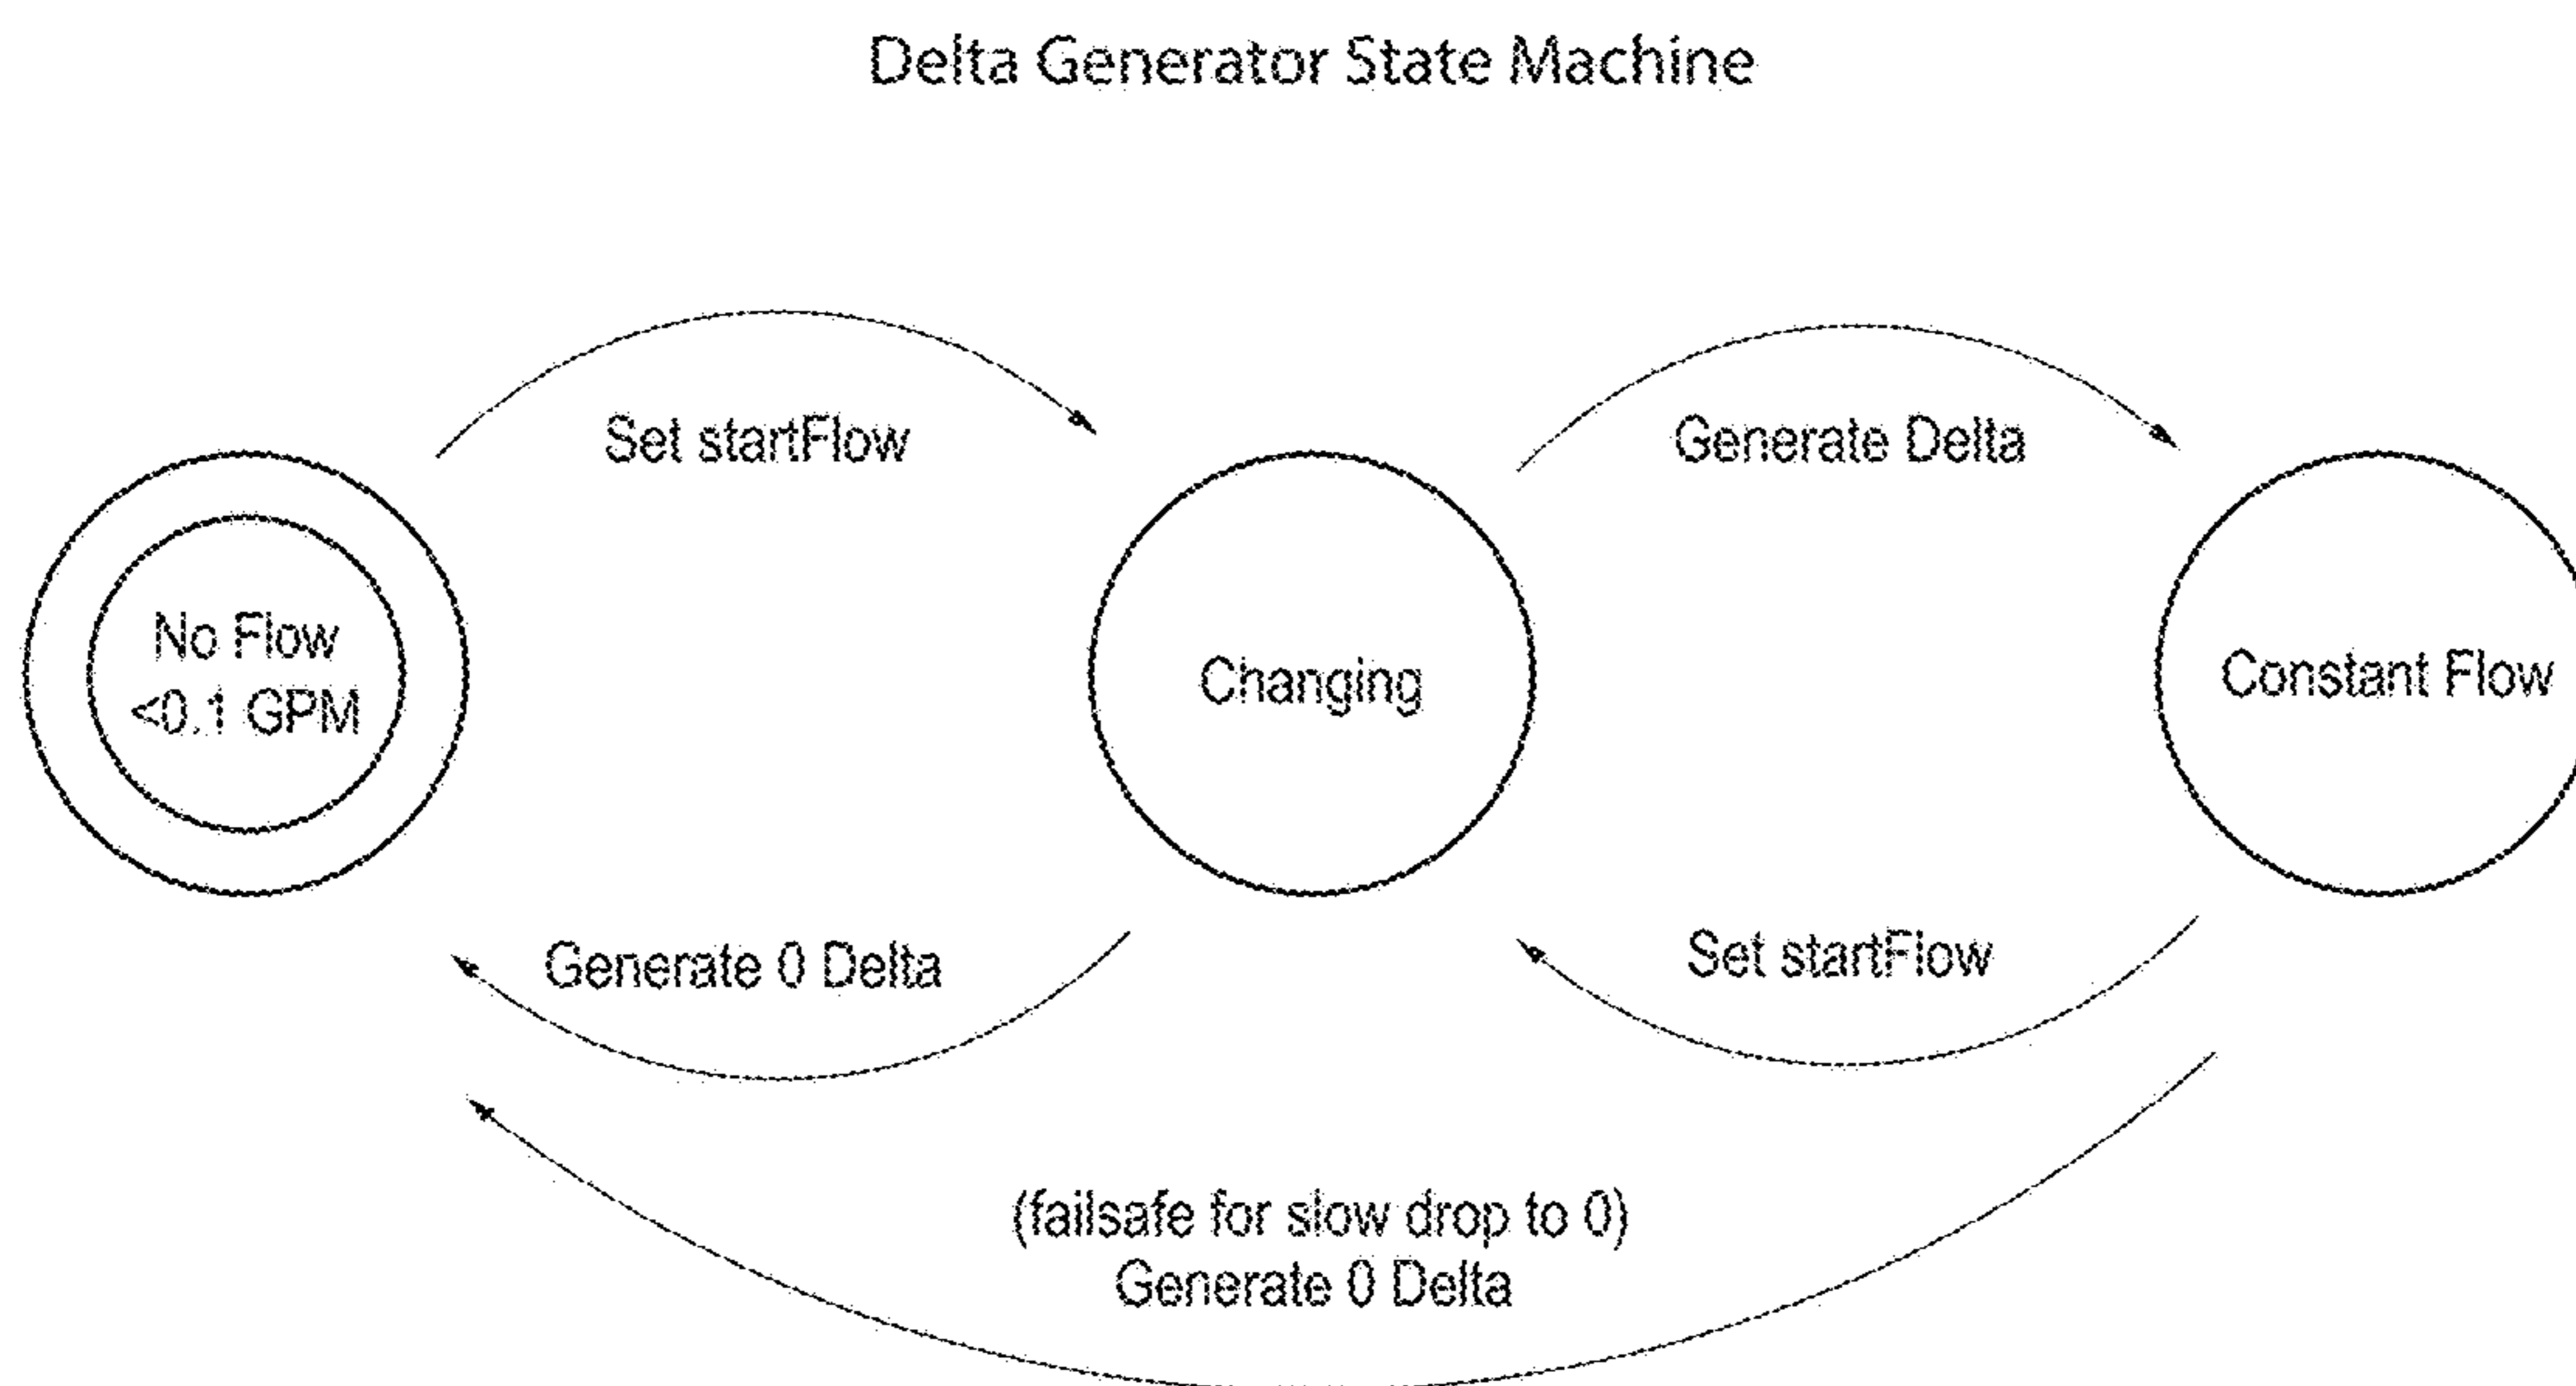 Delta Generator State Machine
Set startFlow
Generate Delta
No Flow
<0.1 GPM
Changing
Constant Flow
Generate 0 Delta
Set startFlow
(failsafe for slow drop to 0)
Generate 0 Delta